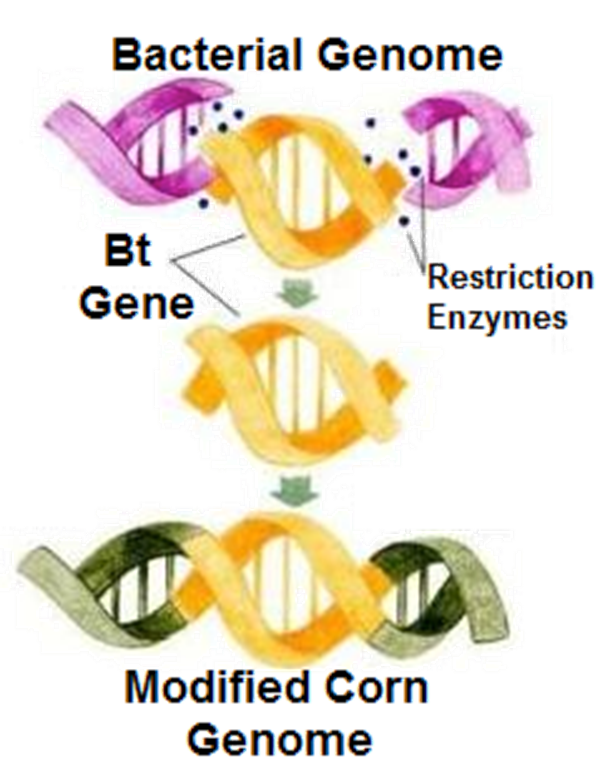 Bacterial Genome
Bt
Gene
Restriction
Enzymes
Modified Corn
Genome